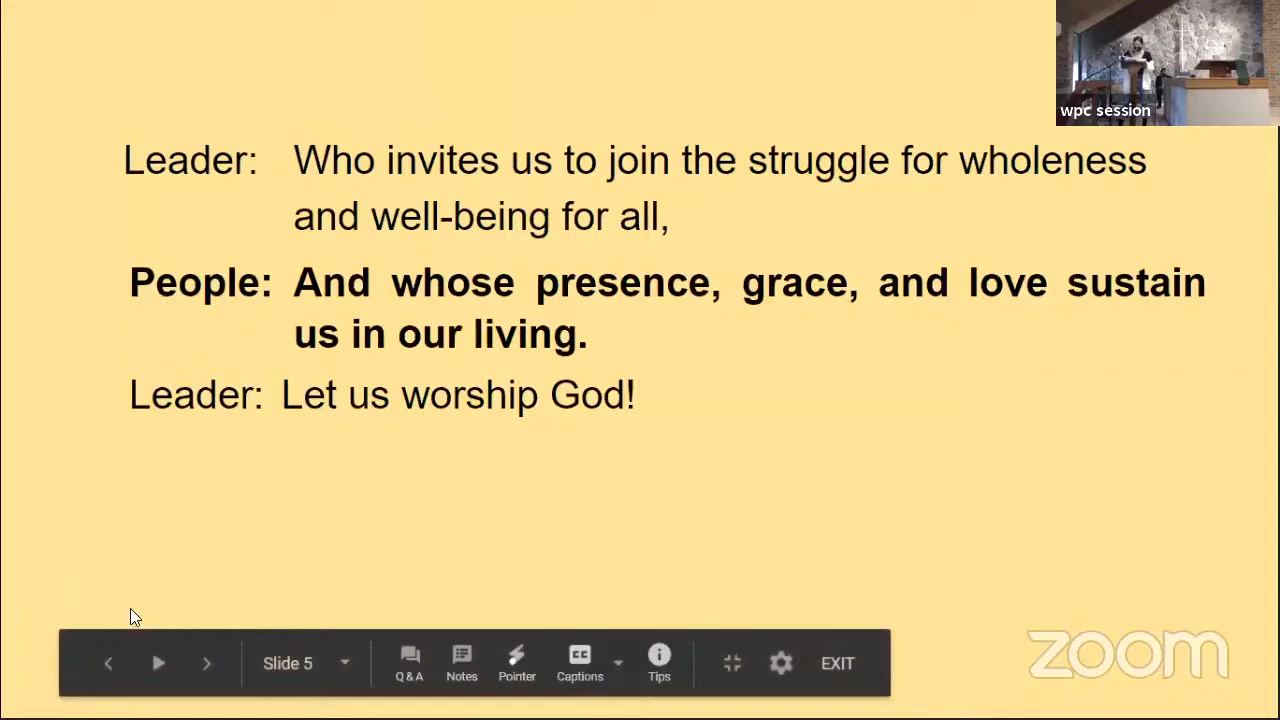 wpc session
Leader: Who invites us to join the struggle for wholeness
and well-being for all,
People: And whose presence, grace, and love sustain
us in our living.
Leader: Let us worship God!
Slide 5
Q & A Notes Pointer CC Captions Tips EXIT
zoom